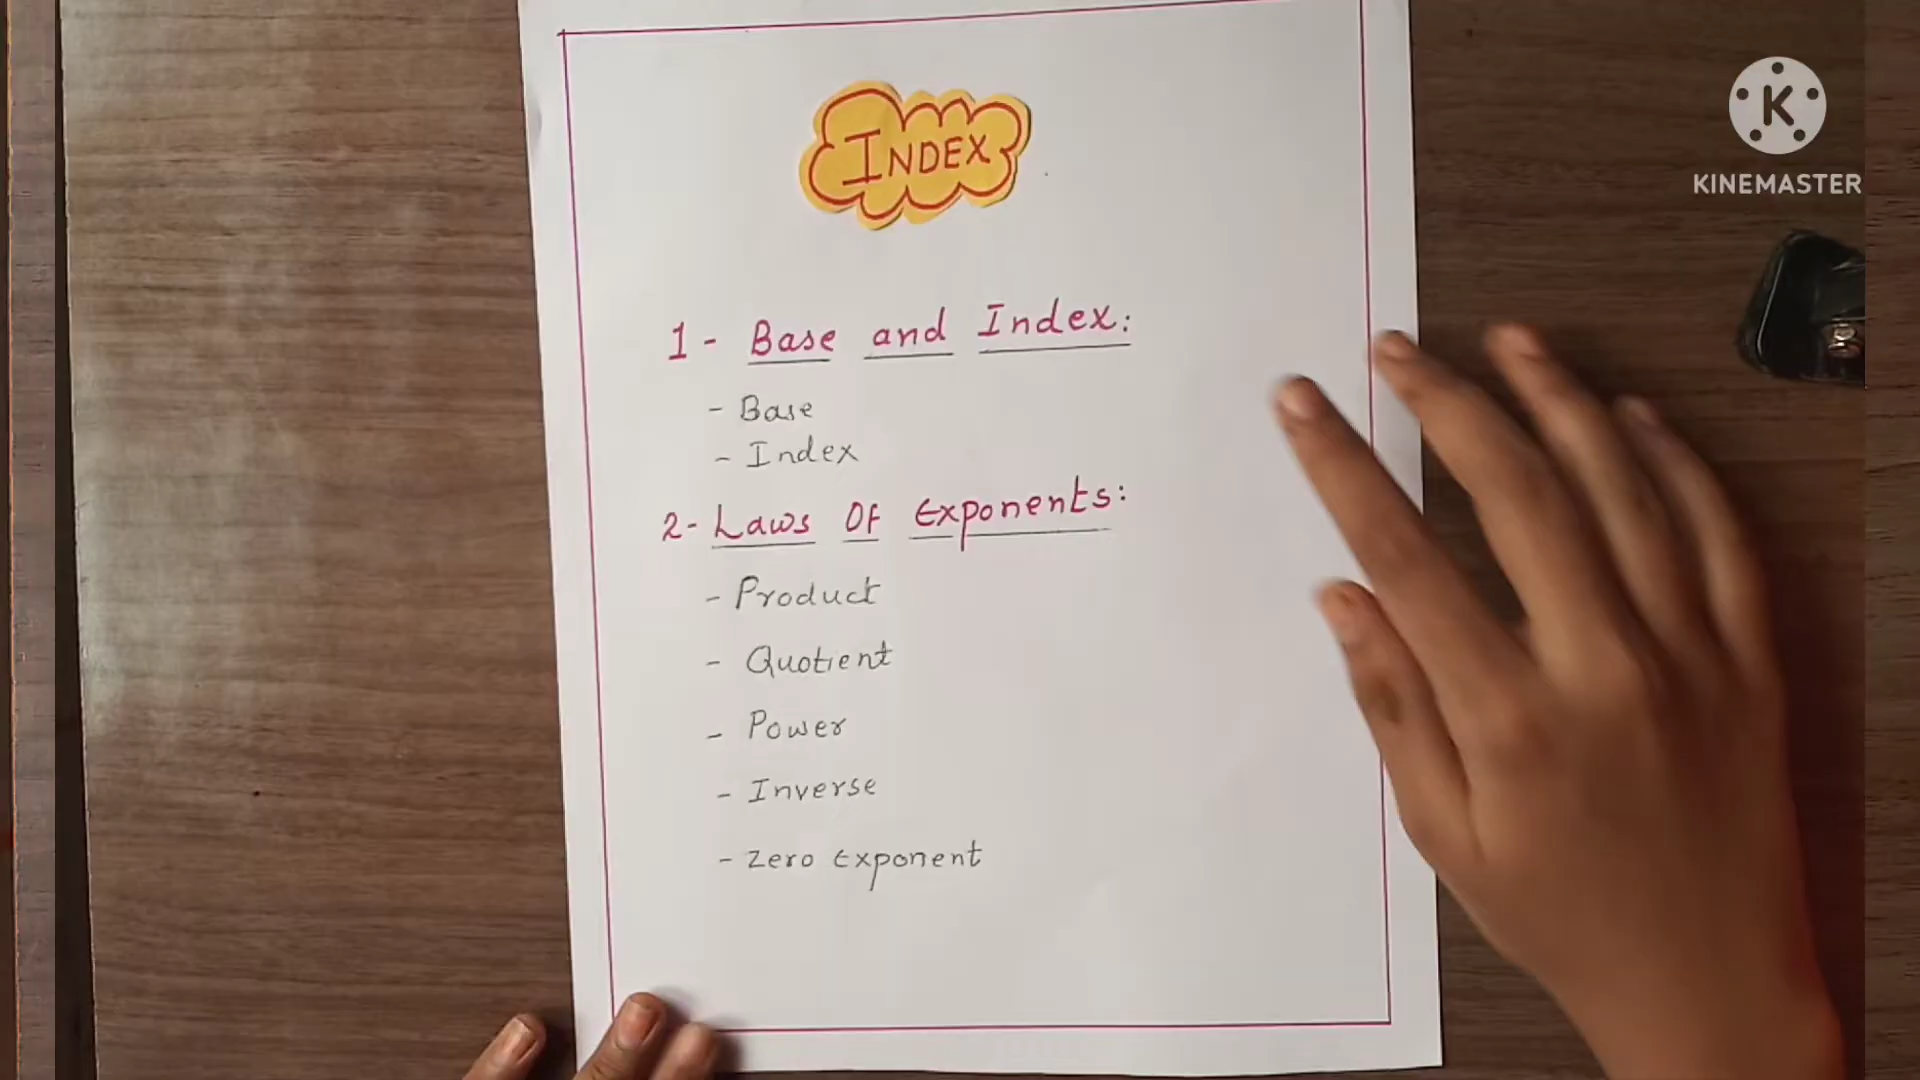 INDEX
KINEMASTER
1 - Base and Index:
- Base
- Index
2- Laws Of Exponents:
- Product
- Quotient
- Power
- Inverse
- Zero Exponent